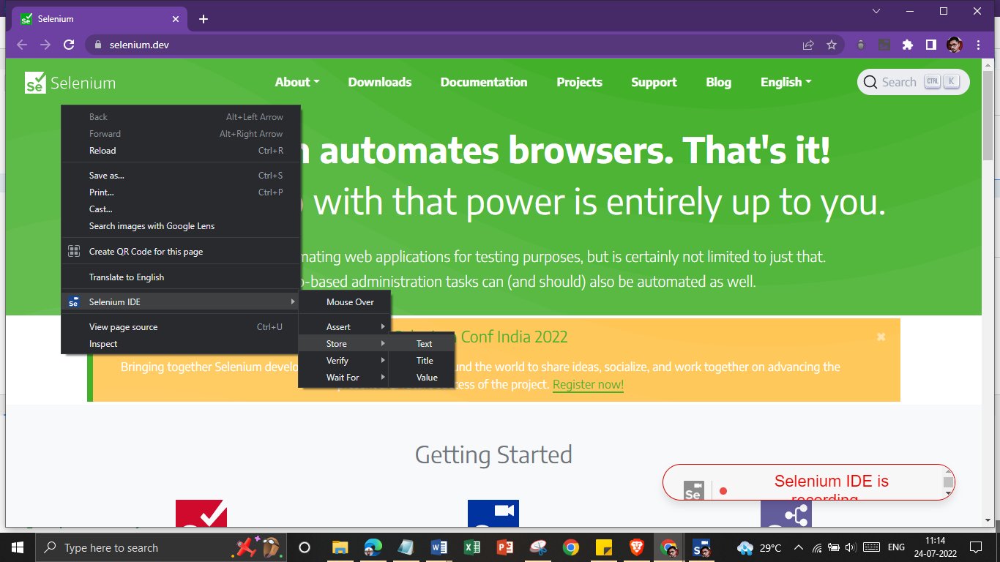 Selenium
selenium.dev
Se Selenium
About
Downloads
Documentation
Projects
Support
Blog
English
Search CTRL K
Back Alt+Left Arrow
Forward Alt+Right Arrow
Reload Ctrl+R
Save as... Ctrl+S
Print... Ctrl+P
Cast...
Search images with Google Lens
Create QR Code for this page
Translate to English
Se Selenium IDE
View page source Ctrl+U
Inspect
Mouse Over
Assert
Store
Verify
Wait For
Text
Title
Value
automates browsers. That's it!
with that power is entirely up to you.
web applications for testing purposes, but is certainly not limited to just that.
administration tasks can (and should) also be automated as well.
Conf India 2022
Bringing together Selenium
the world to share ideas, socialize, and work together on advancing the
of the project. Register now!
Getting Started
Se
Selenium IDE is
recording
Type here to search
29°C
ENG
11:14
24-07-2022